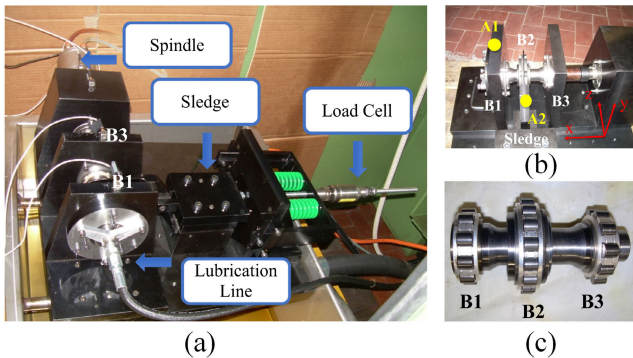 Spindle
Sledge
Load Cell
B3
B1
Lubrication
Line
(a)
A1
B2
B1
B3
A2
Sledge
x
y
z
(b)
B1
B2
B3
(c)